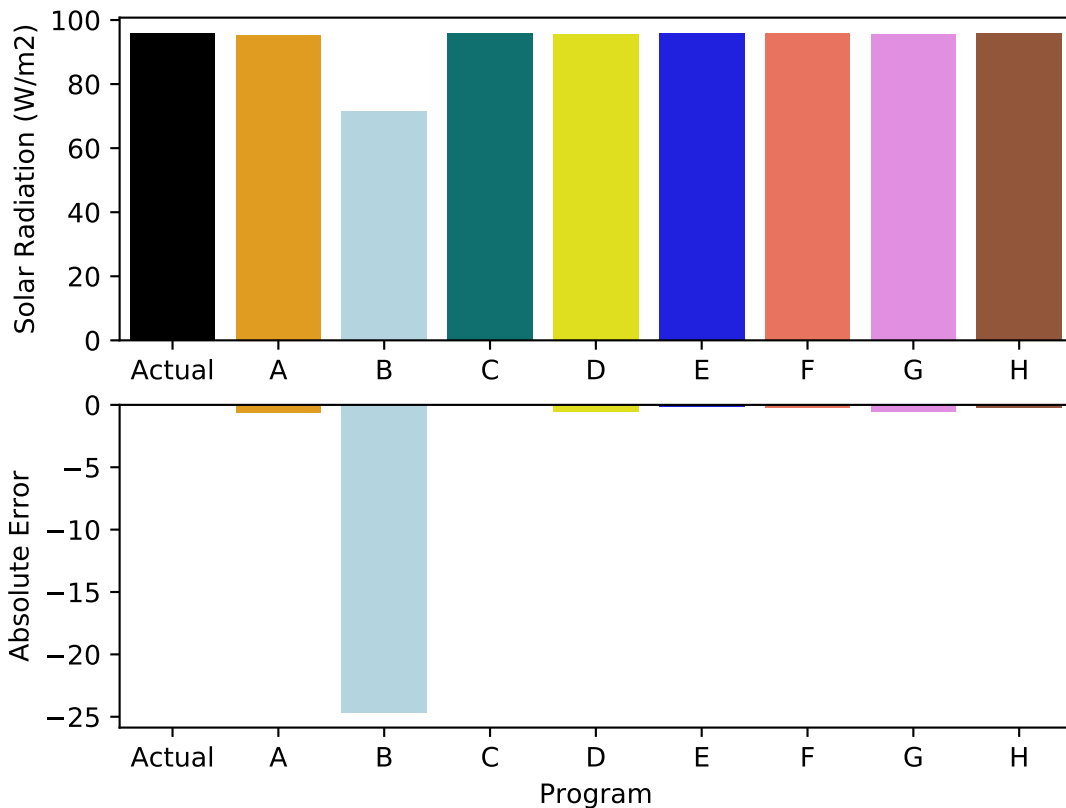 100
80
60
40
20
0
Solar Radiation (W/m2)
Actual A B C D E F G H
0
−5
−10
−15
−20
−25
Absolute Error
Actual A B C D E F G H
Program